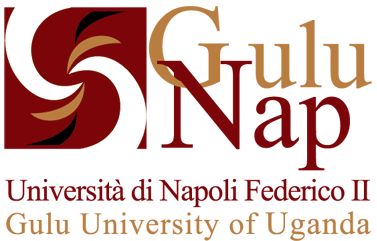 Gulu
Nap
Università di Napoli Federico II
Gulu University of Uganda